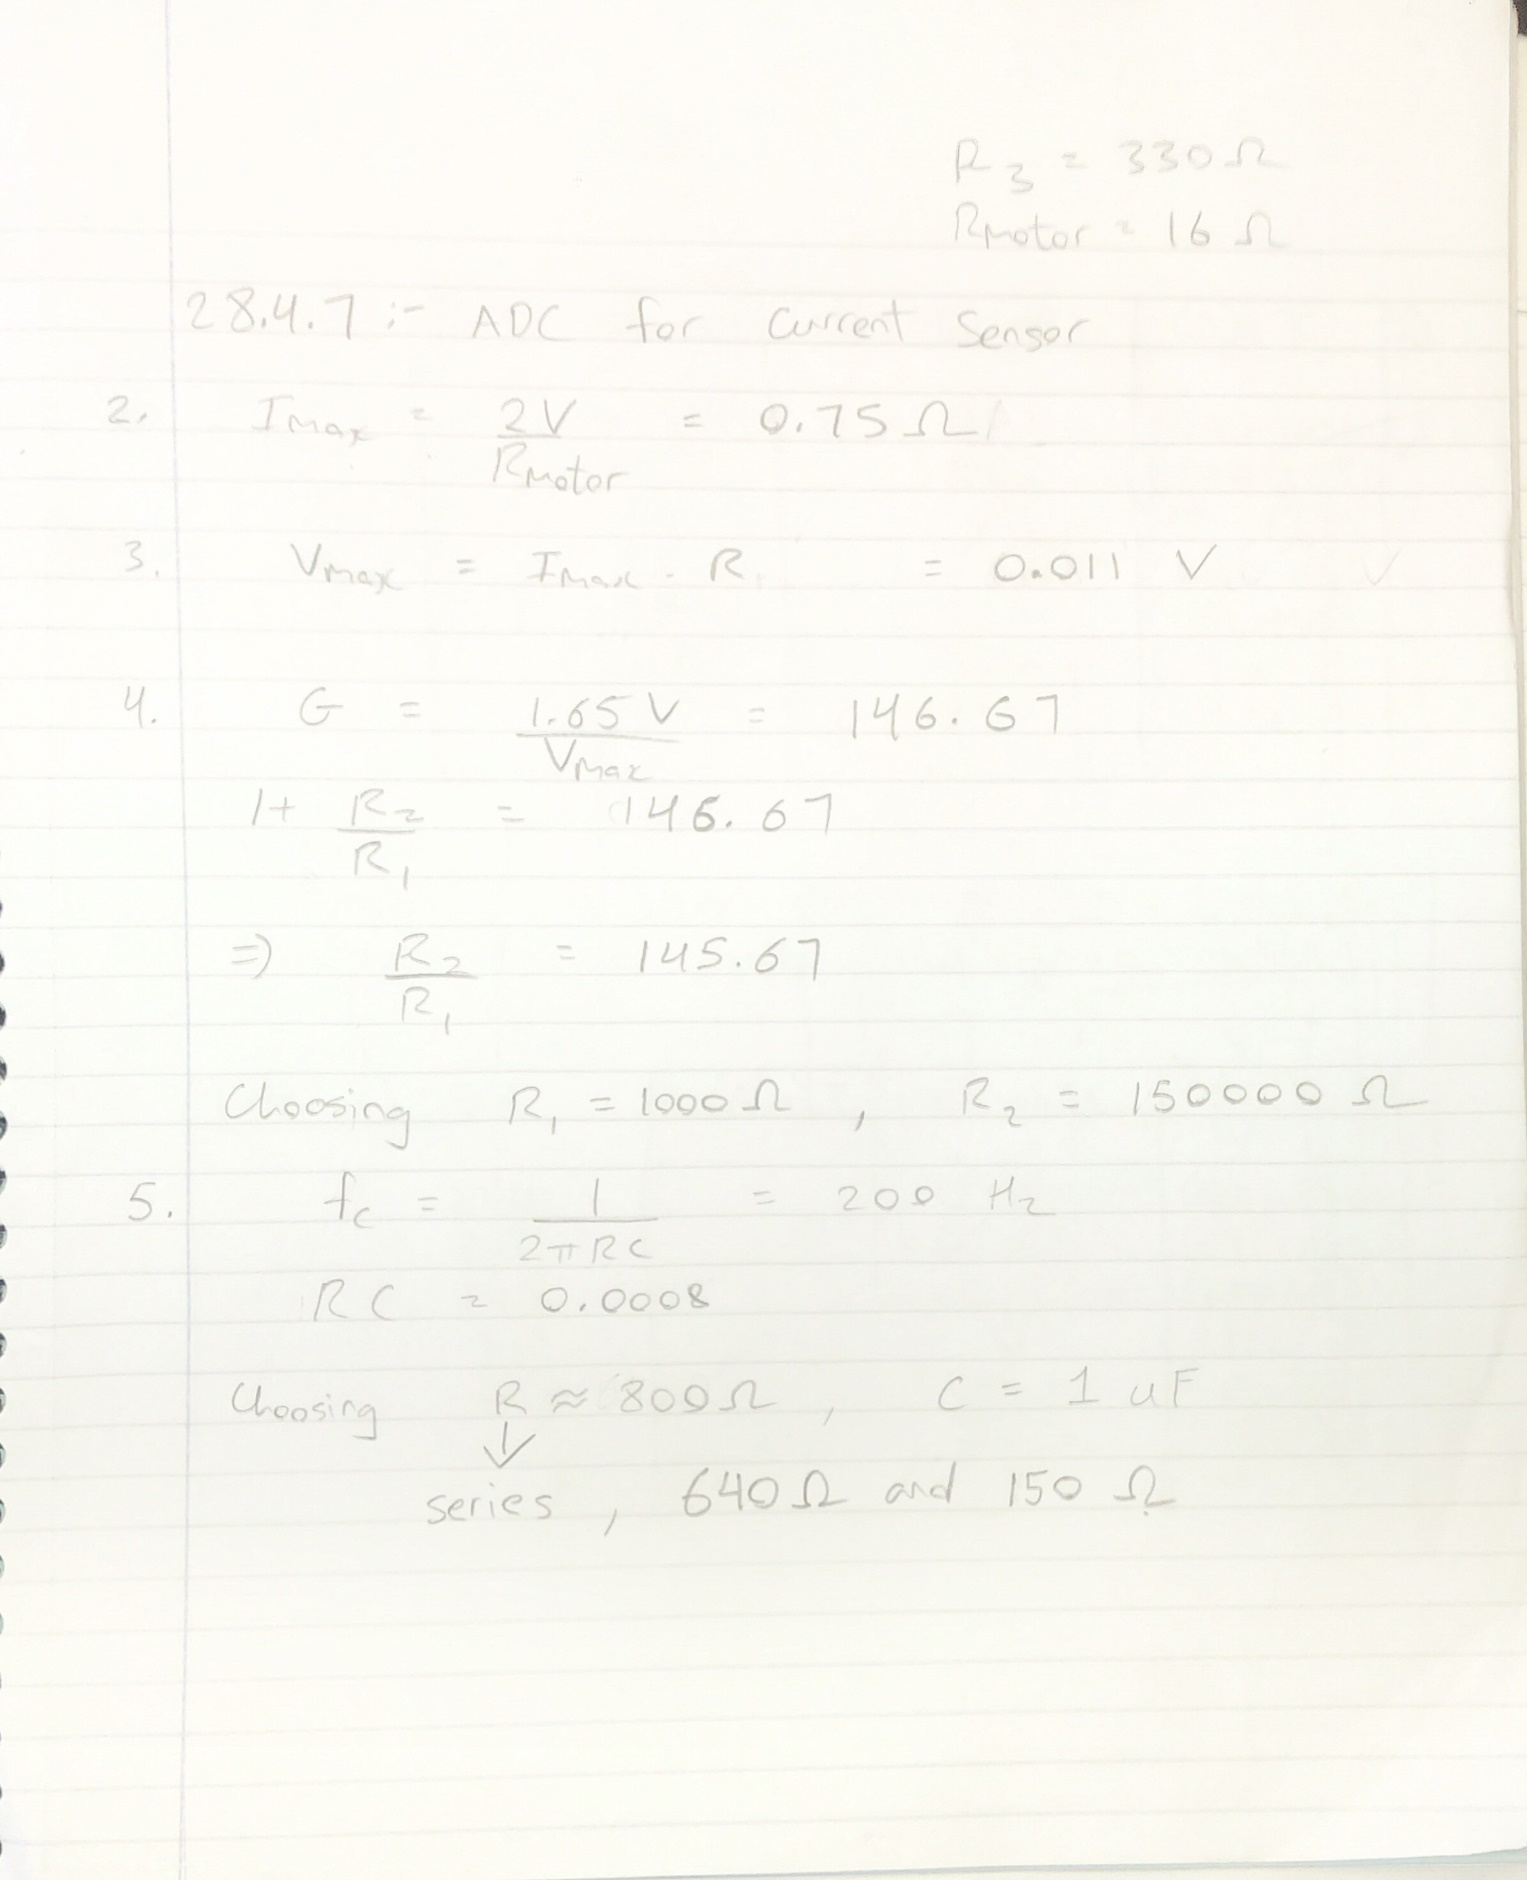 R3 = 330Ω
RMotor = 16 Ω
28.4.7 :- ADC for Current Sensor
2. IMax = 2V / RMotor = 0.75 Ω
3. Vmax = IMax . R = 0.011 V
4. G = 1.65 V / VMax = 146.67
1 + R2 / R1 = 146.67
=> R2 / R1 = 145.67
Choosing R1 = 1000 Ω , R2 = 150000 Ω
5. fc = 1 / 2πRC = 200 Hz
RC = 0.0008
Choosing R ≈ 800Ω , C = 1 uF
↓
series , 640Ω and 150 Ω